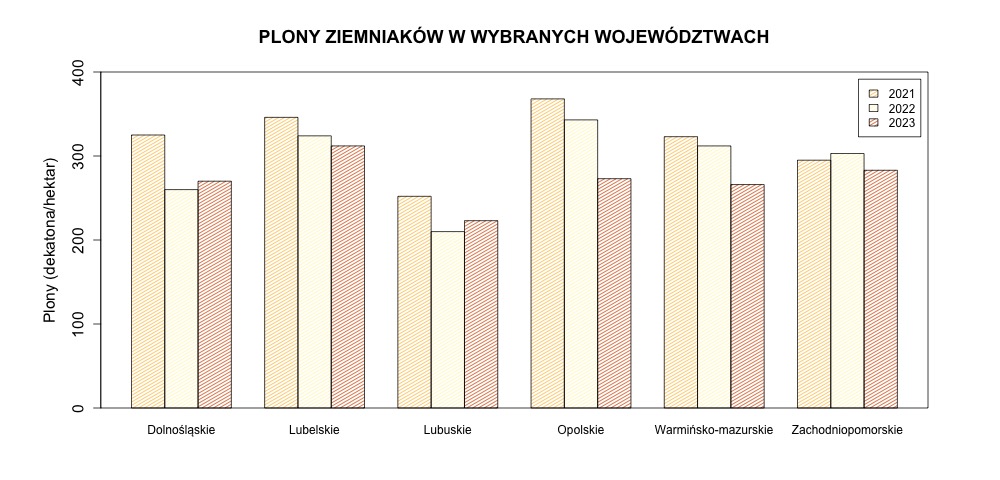 PLONY ZIEMNIAKÓW W WYBRANYCH WOJEWÓDZTWACH
Plony (dekatona/hektar)
400
300
200
100
0
2021
2022
2023
Dolnośląskie
Lubelskie
Lubuskie
Opolskie
Warmińsko-mazurskie
Zachodniopomorskie